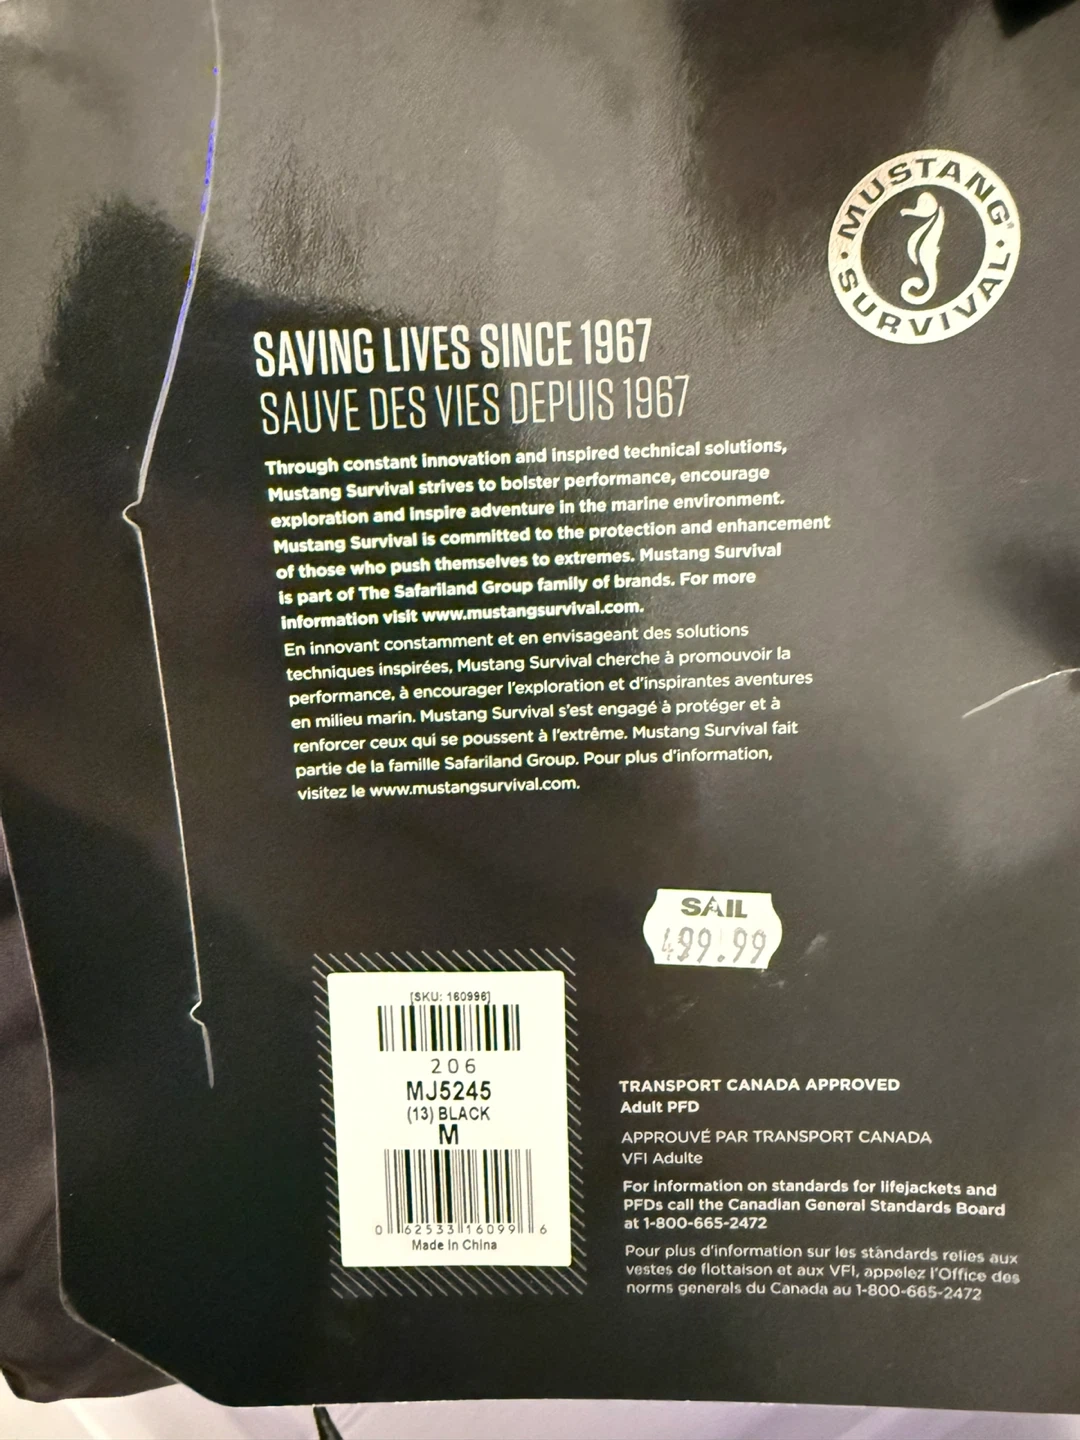 MUSTANG
SURVIVAL
SAVING LIVES SINCE 1967
SAUVE DES VIES DEPUIS 1967
Through constant innovation and inspired technical solutions,
Mustang Survival strives to bolster performance, encourage
exploration and inspire adventure in the marine environment.
Mustang Survival is committed to the protection and enhancement
of those who push themselves to extremes. Mustang Survival
is part of The Safariland Group family of brands. For more
information visit www.mustangsurvival.com.
En innovant constamment et en envisageant des solutions
techniques inspirées, Mustang Survival cherche à promouvoir la
performance, à encourager l'exploration et d'inspirantes aventures
en milieu marin. Mustang Survival s'est engagé à protéger et à
renforcer ceux qui se poussent à l'extrême. Mustang Survival fait
partie de la famille Safariland Group. Pour plus d'information,
visitez le www.mustangsurvival.com.
SAIL
499.99
[SKU: 160996]
206
MJ5245
(13) BLACK
M
0 62533 16099 6
Made In China
TRANSPORT CANADA APPROVED
Adult PFD
APPROUVÉ PAR TRANSPORT CANADA
VFI Adulte
For information on standards for lifejackets and
PFDs call the Canadian General Standards Board
at 1-800-665-2472
Pour plus d'information sur les standards relies aux
vestes de flottaison et aux VFI, appelez l'Office des
norms generals du Canada au 1-800-665-2472